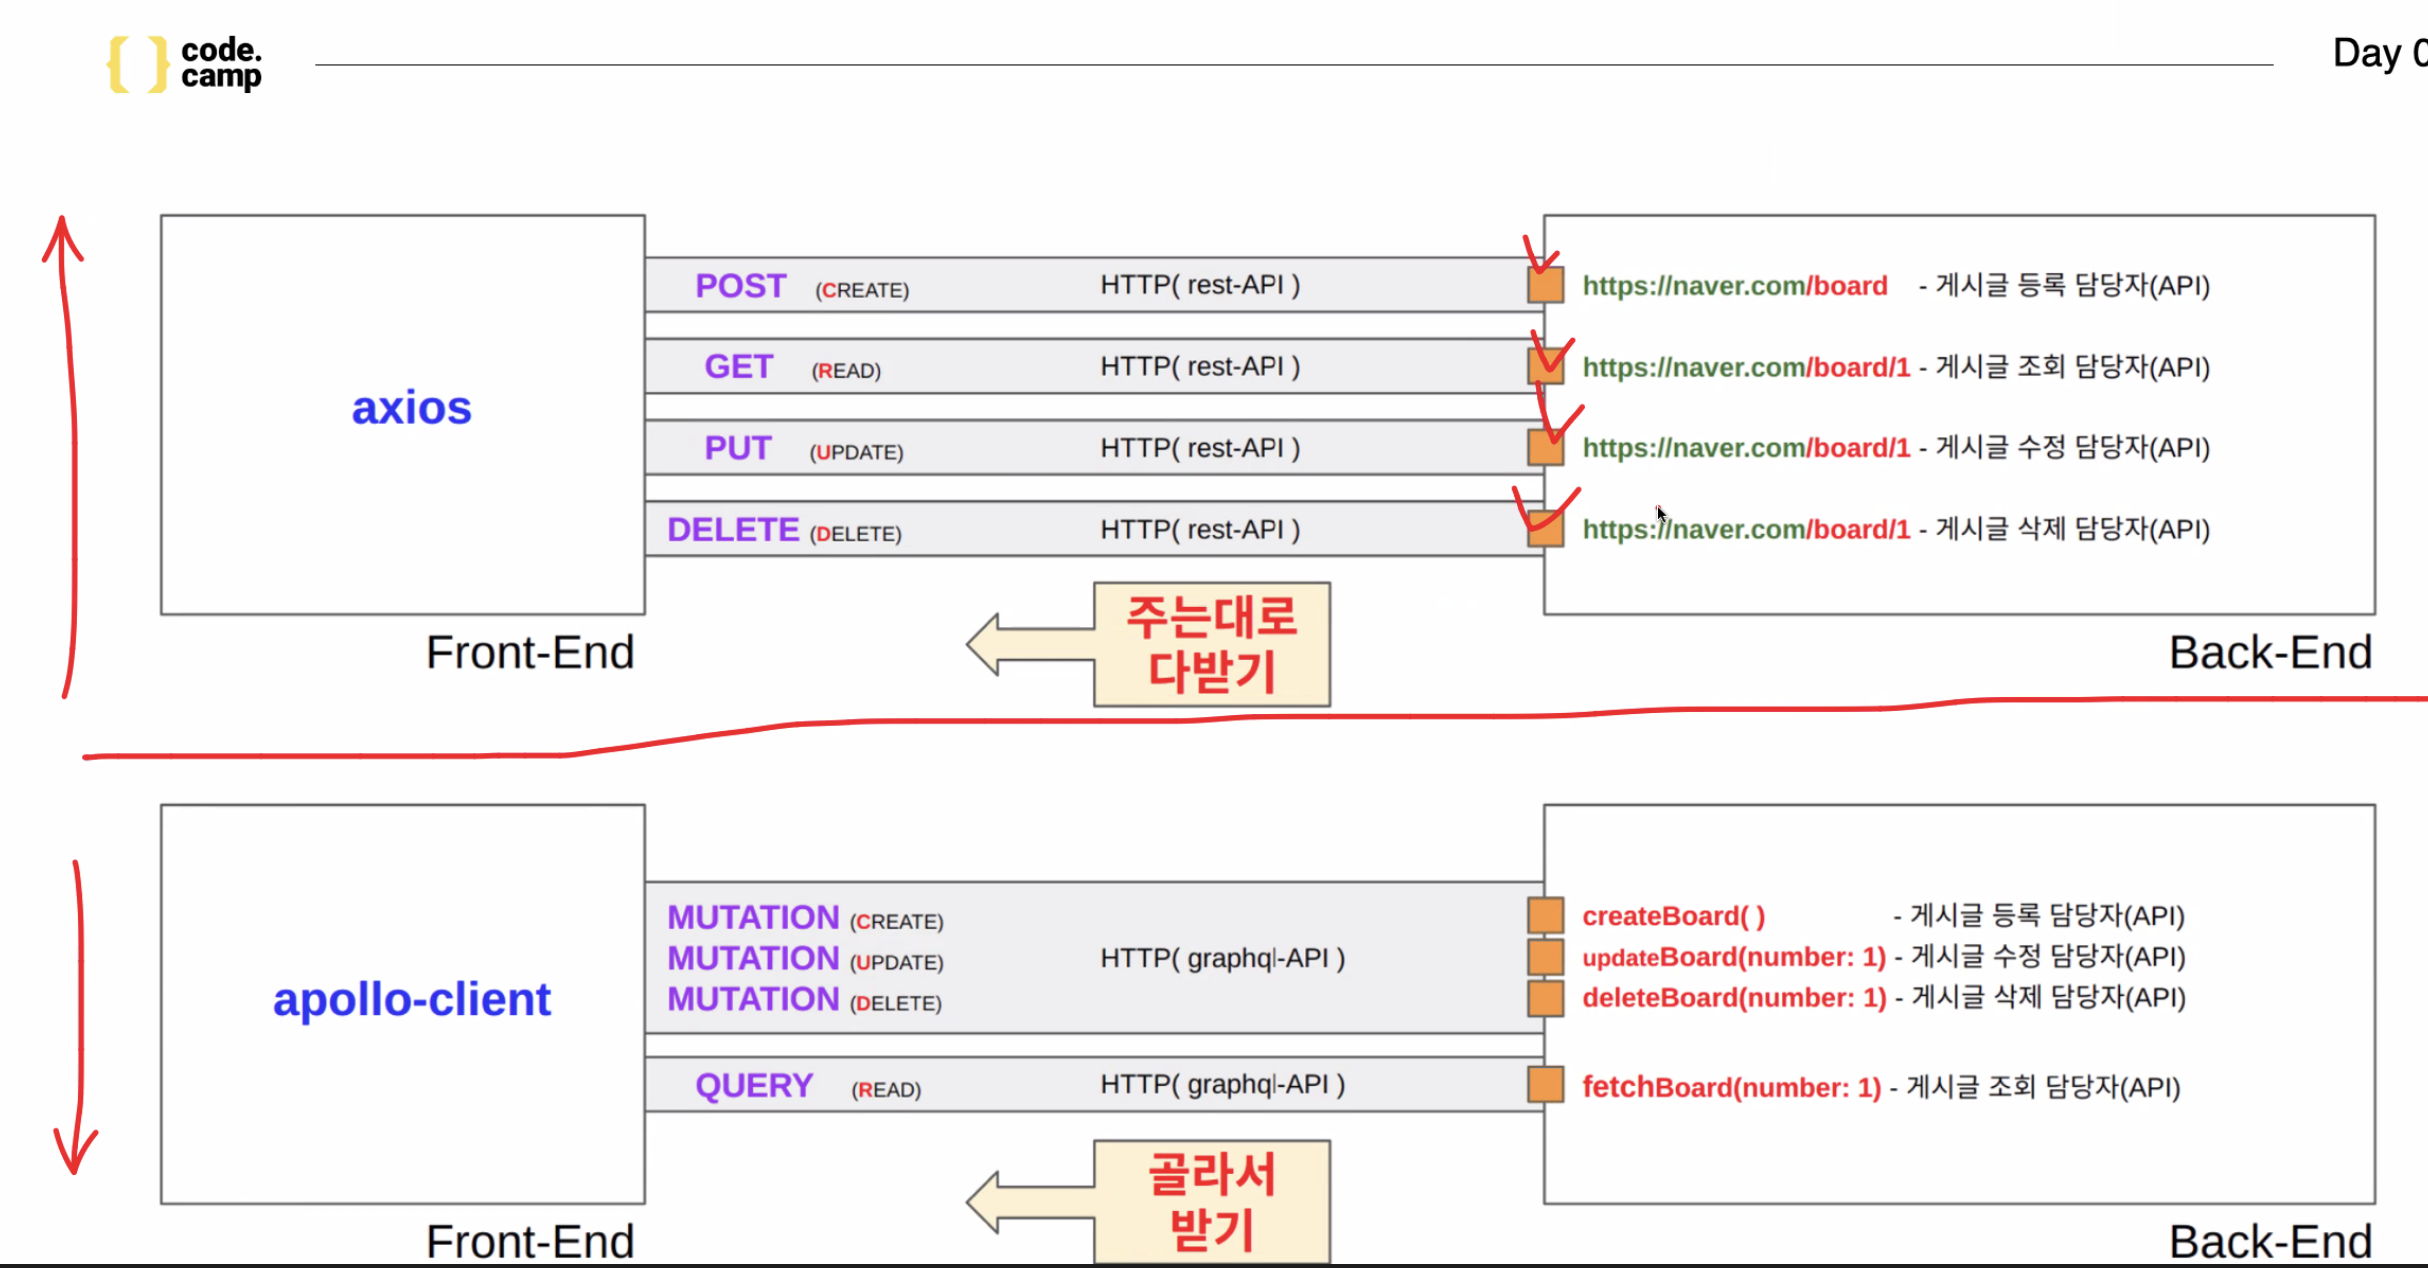 code.
camp
Day 0
axios
POST (CREATE) HTTP( rest-API ) https://naver.com/board - 게시글 등록 담당자(API)
GET (READ) HTTP( rest-API ) https://naver.com/board/1 - 게시글 조회 담당자(API)
PUT (UPDATE) HTTP( rest-API ) https://naver.com/board/1 - 게시글 수정 담당자(API)
DELETE (DELETE) HTTP( rest-API ) https://naver.com/board/1 - 게시글 삭제 담당자(API)
주는대로
다받기
Front-End
Back-End
apollo-client
MUTATION (CREATE) createBoard( ) - 게시글 등록 담당자(API)
MUTATION (UPDATE) HTTP( graphql-API ) updateBoard(number: 1) - 게시글 수정 담당자(API)
MUTATION (DELETE) deleteBoard(number: 1) - 게시글 삭제 담당자(API)
QUERY (READ) HTTP( graphql-API ) fetchBoard(number: 1) - 게시글 조회 담당자(API)
골라서
받기
Front-End
Back-End